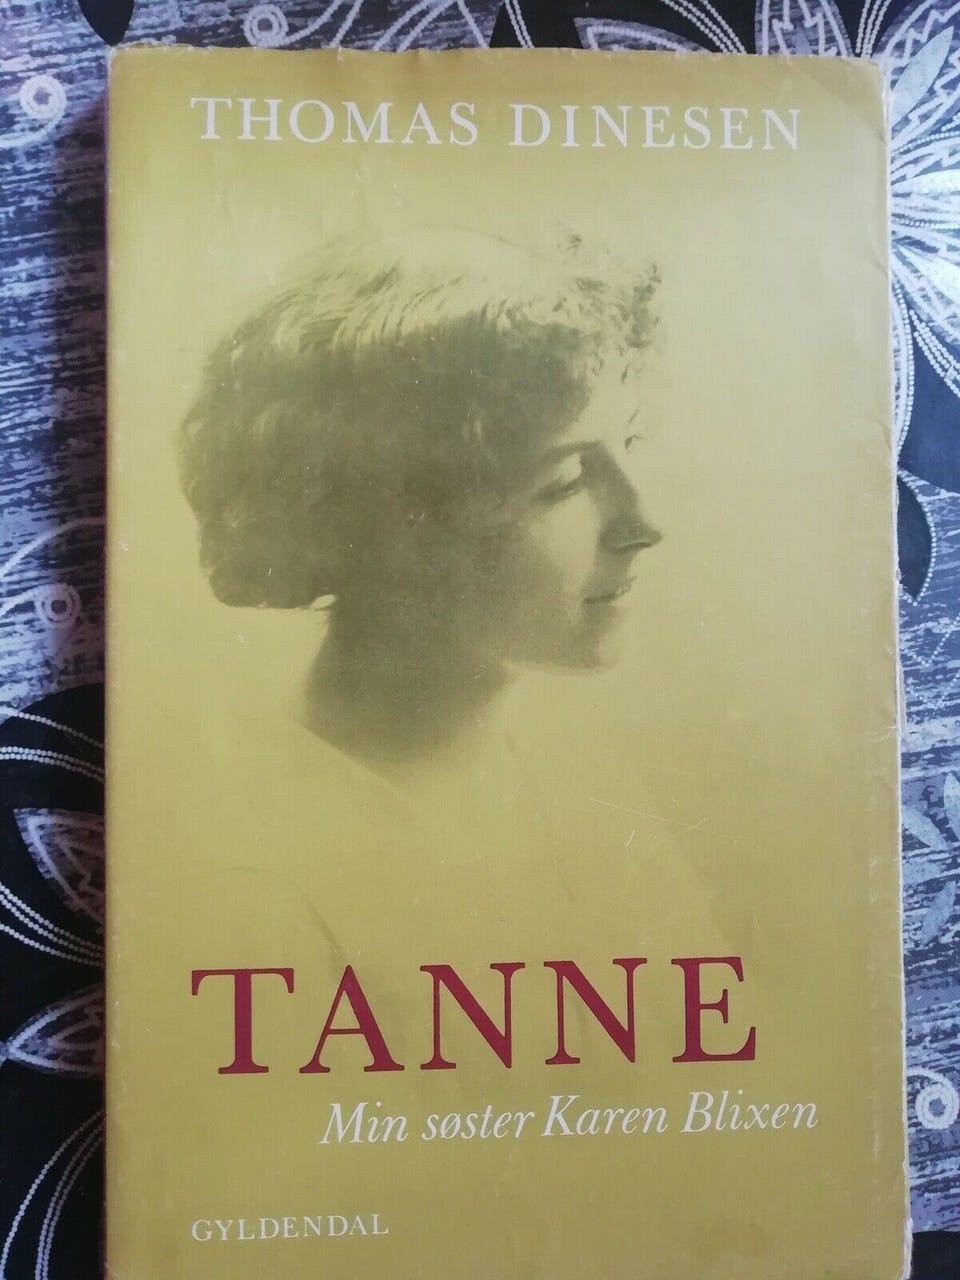 THOMAS DINESEN
TANNE
Min søster Karen Blixen
GYLDENDAL